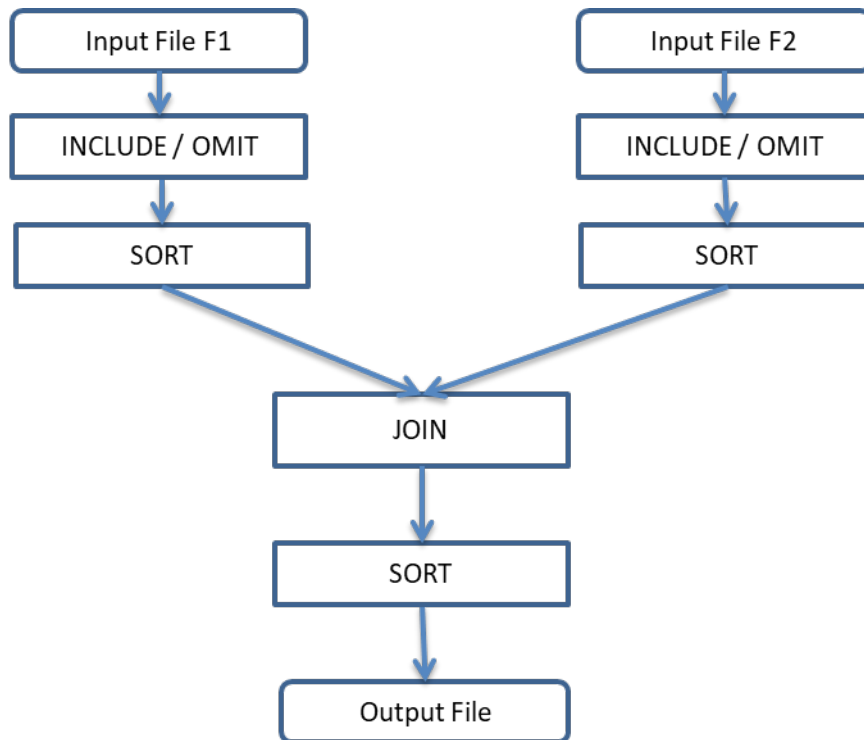 Input File F1
Input File F2
INCLUDE / OMIT
INCLUDE / OMIT
SORT
SORT
JOIN
SORT
Output File